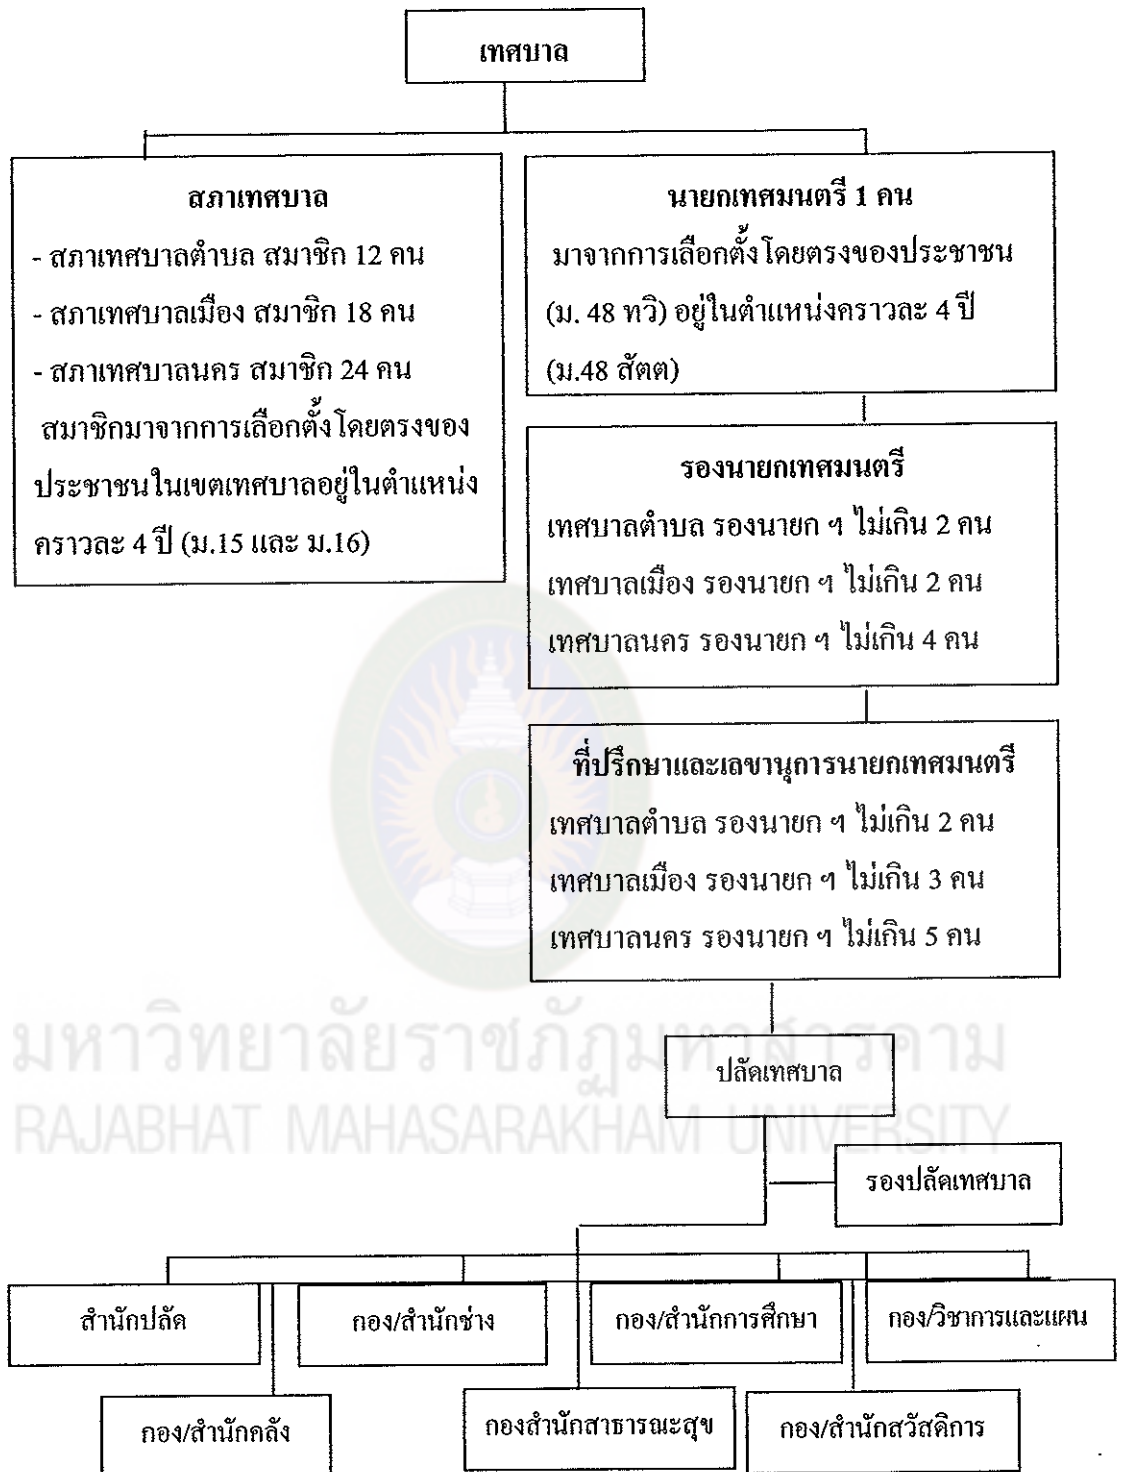 เทศบาล
สภาเทศบาล
- สภาเทศบาลตำบล สมาชิก 12 คน
- สภาเทศบาลเมือง สมาชิก 18 คน
- สภาเทศบาลนคร สมาชิก 24 คน
สมาชิกมาจากการเลือกตั้งโดยตรงของ
ประชาชนในเขตเทศบาลอยู่ในตำแหน่ง
คราวละ 4 ปี (ม.15 และ ม.16)
นายกเทศมนตรี 1 คน
มาจากการเลือกตั้งโดยตรงของประชาชน
(ม. 48 ทวิ) อยู่ในตำแหน่งคราวละ 4 ปี
(ม.48 สัตต)
รองนายกเทศมนตรี
เทศบาลตำบล รองนายก ฯ ไม่เกิน 2 คน
เทศบาลเมือง รองนายก ฯ ไม่เกิน 2 คน
เทศบาลนคร รองนายก ฯ ไม่เกิน 4 คน
ที่ปรึกษาและเลขานุการนายกเทศมนตรี
เทศบาลตำบล รองนายก ฯ ไม่เกิน 2 คน
เทศบาลเมือง รองนายก ฯ ไม่เกิน 3 คน
เทศบาลนคร รองนายก ฯ ไม่เกิน 5 คน
มหาวิทยาลัยราชภัฏมหาสารคาม
RAJABHAT MAHASARAKHAM UNIVERSITY
ปลัดเทศบาล
รองปลัดเทศบาล
สำนักปลัด
กอง/สำนักช่าง
กอง/สำนักการศึกษา
กอง/วิชาการและแผน
กอง/สำนักคลัง
กองสำนักสาธารณะสุข
กอง/สำนักสวัสดิการ